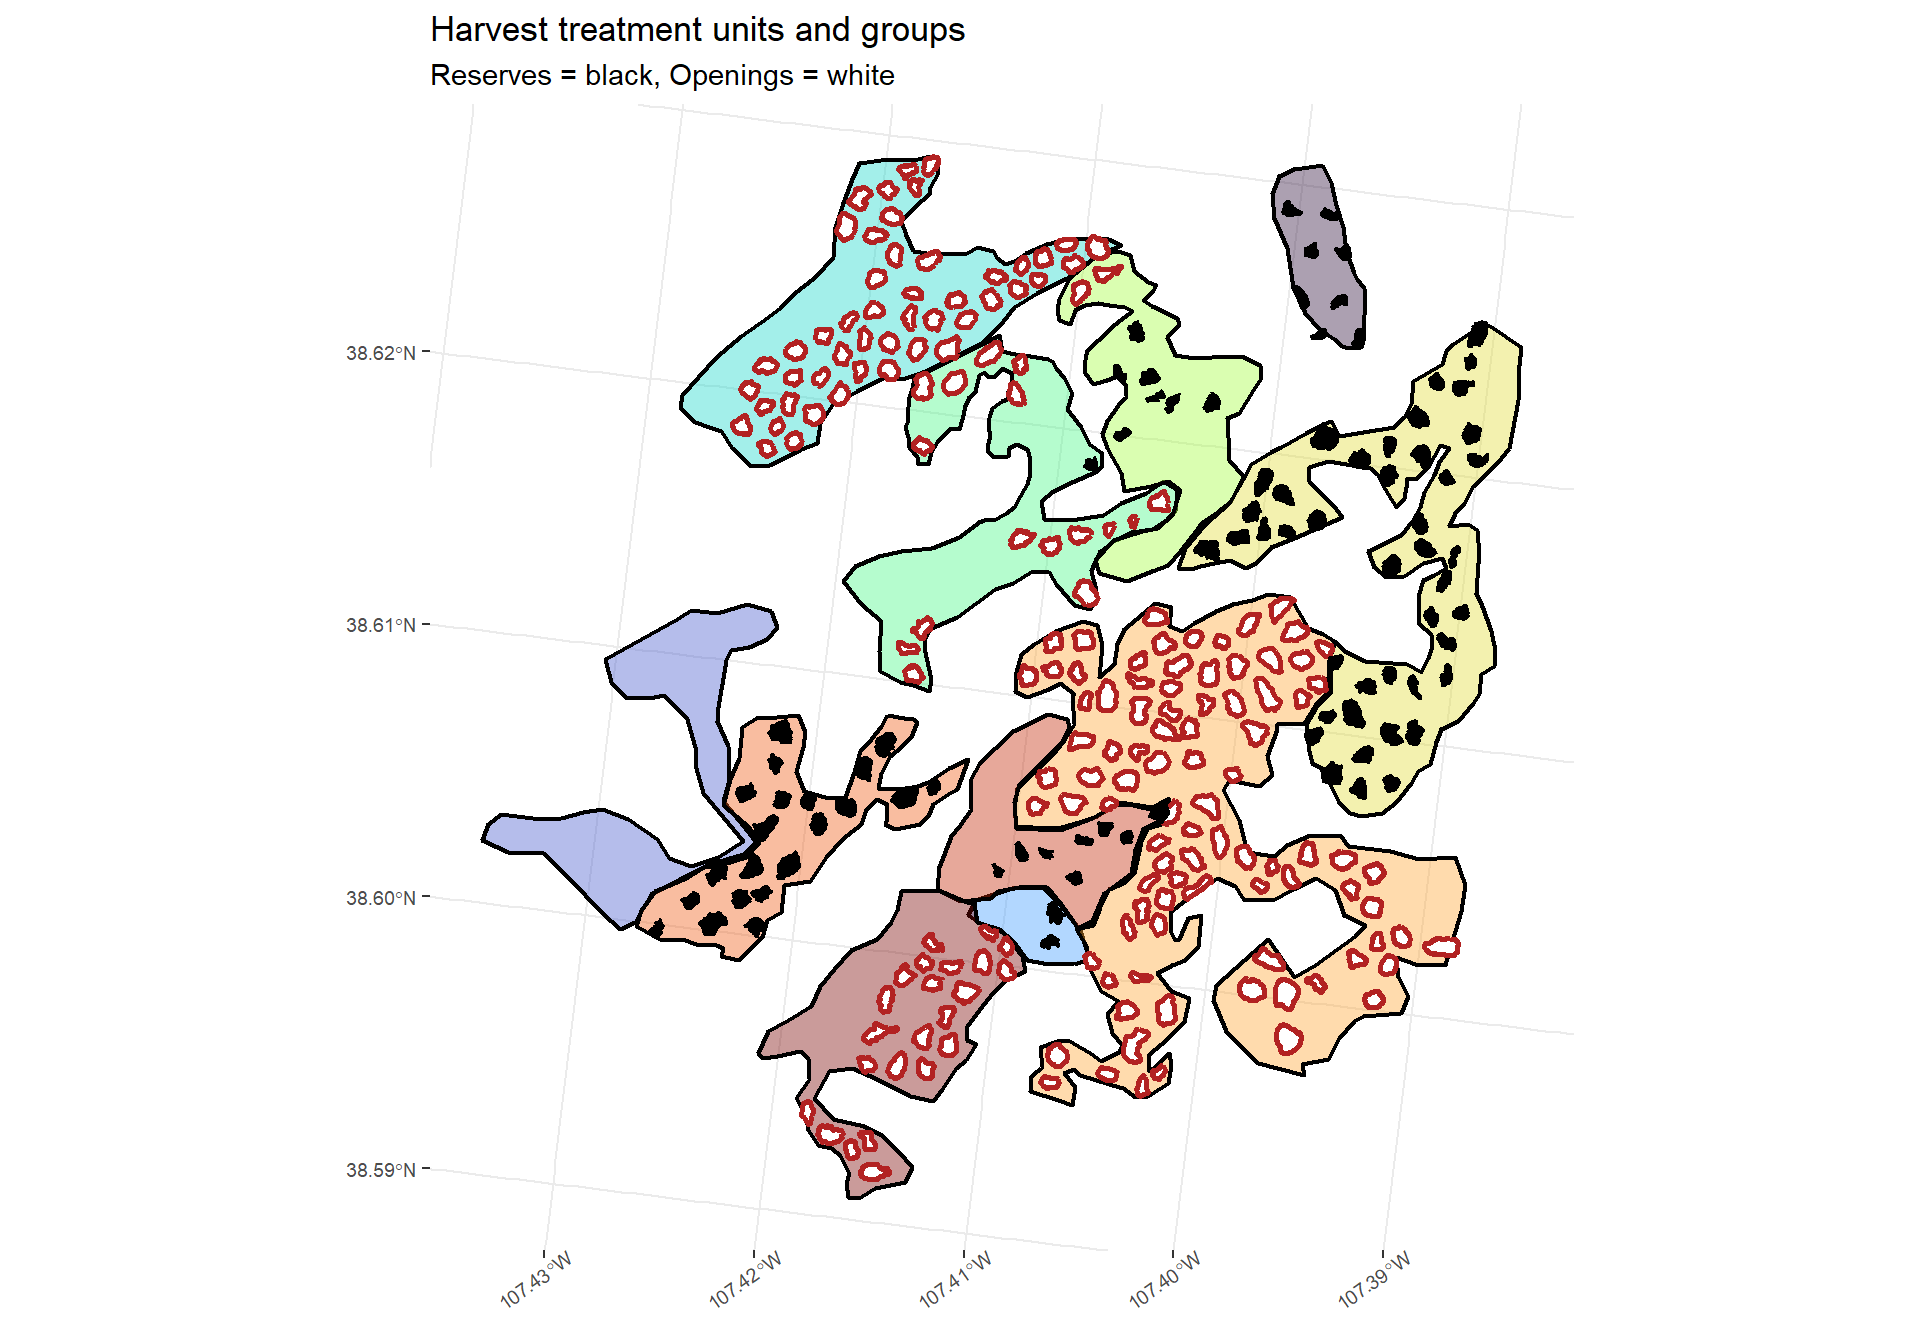 Harvest treatment units and groups
Reserves = black, Openings = white
38.62°N
38.61°N
38.60°N
38.59°N
107.43°W
107.42°W
107.41°W
107.40°W
107.39°W